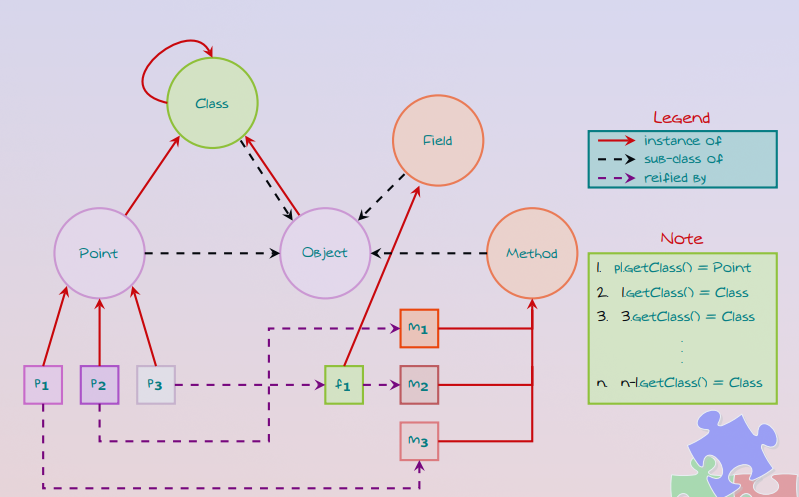 Class
Field
Point
Object
Method
P1
P2
P3
f1
m1
m2
m3
Legend
instance of
sub-class of
reified by
Note
1. p1.getClass() = Point
2. 1.getClass() = Class
3. 3.getClass() = Class
.
.
.
n. n-1.getClass() = Class